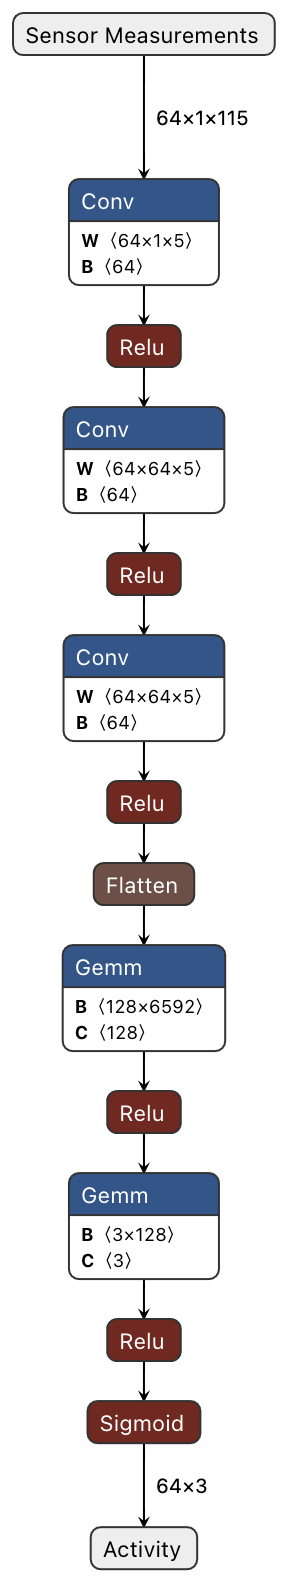 Sensor Measurements
64×1×115
Conv
W 〈64×1×5〉
B 〈64〉
Relu
Conv
W 〈64×64×5〉
B 〈64〉
Relu
Conv
W 〈64×64×5〉
B 〈64〉
Relu
Flatten
Gemm
B 〈128×6592〉
C 〈128〉
Relu
Gemm
B 〈3×128〉
C 〈3〉
Relu
Sigmoid
64×3
Activity